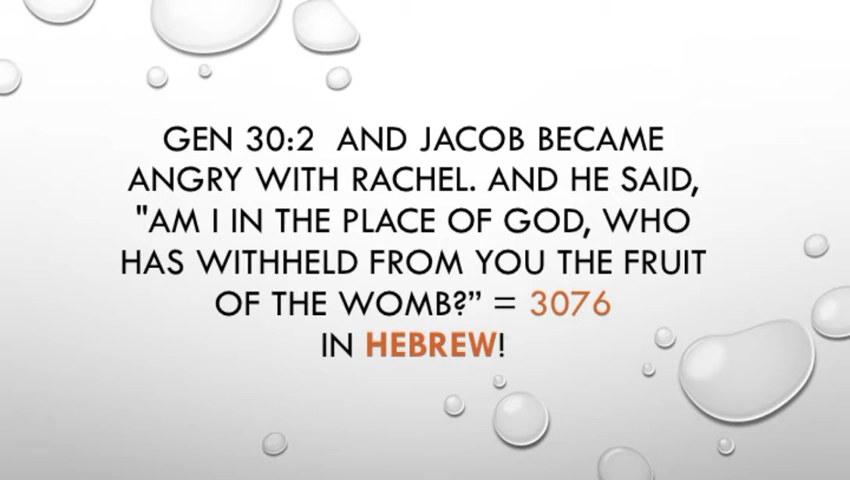 GEN 30:2  AND JACOB BECAME
ANGRY WITH RACHEL. AND HE SAID,
"AM I IN THE PLACE OF GOD, WHO
HAS WITHHELD FROM YOU THE FRUIT
OF THE WOMB?” = 3076
IN HEBREW!